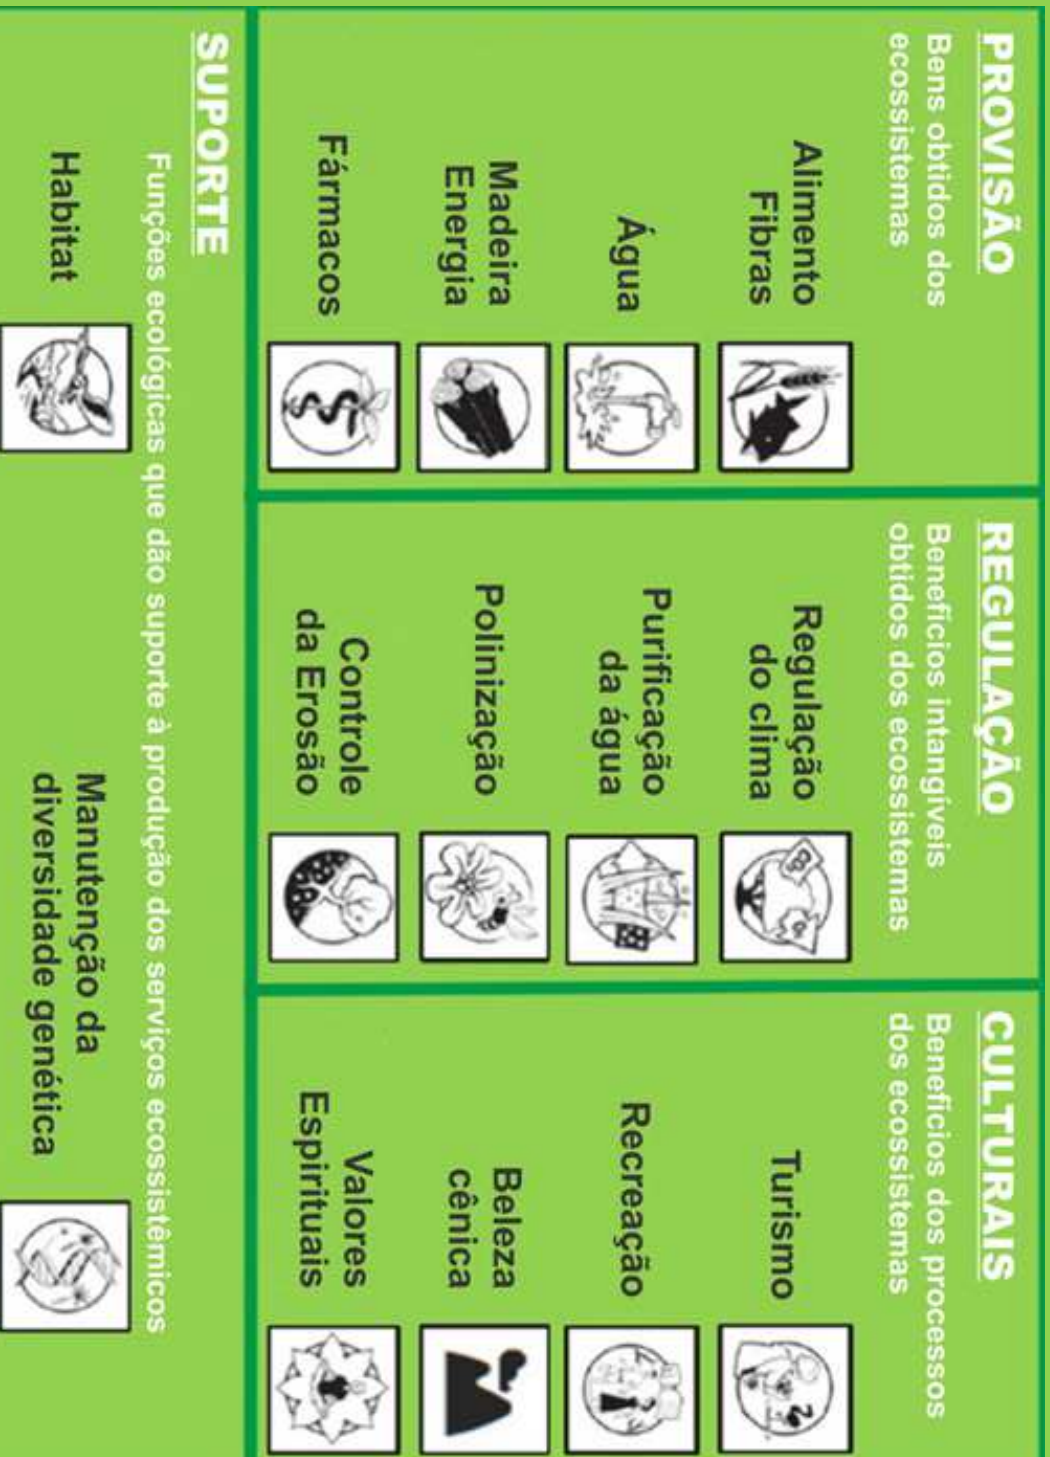 PROVISÃO
Bens obtidos dos
ecossistemas
Alimento
Fibras
Água
Madeira
Energia
Fármacos
REGULAÇÃO
Benefícios intangíveis
obtidos dos ecossistemas
Regulação
do clima
Purificação
da água
Polinização
Controle
da Erosão
CULTURAIS
Benefícios dos processos
dos ecossistemas
Turismo
Recreação
Beleza
cênica
Valores
Espirituais
SUPORTE
Funções ecológicas que dão suporte à produção dos serviços ecossistêmicos
Habitat
Manutenção da
diversidade genética